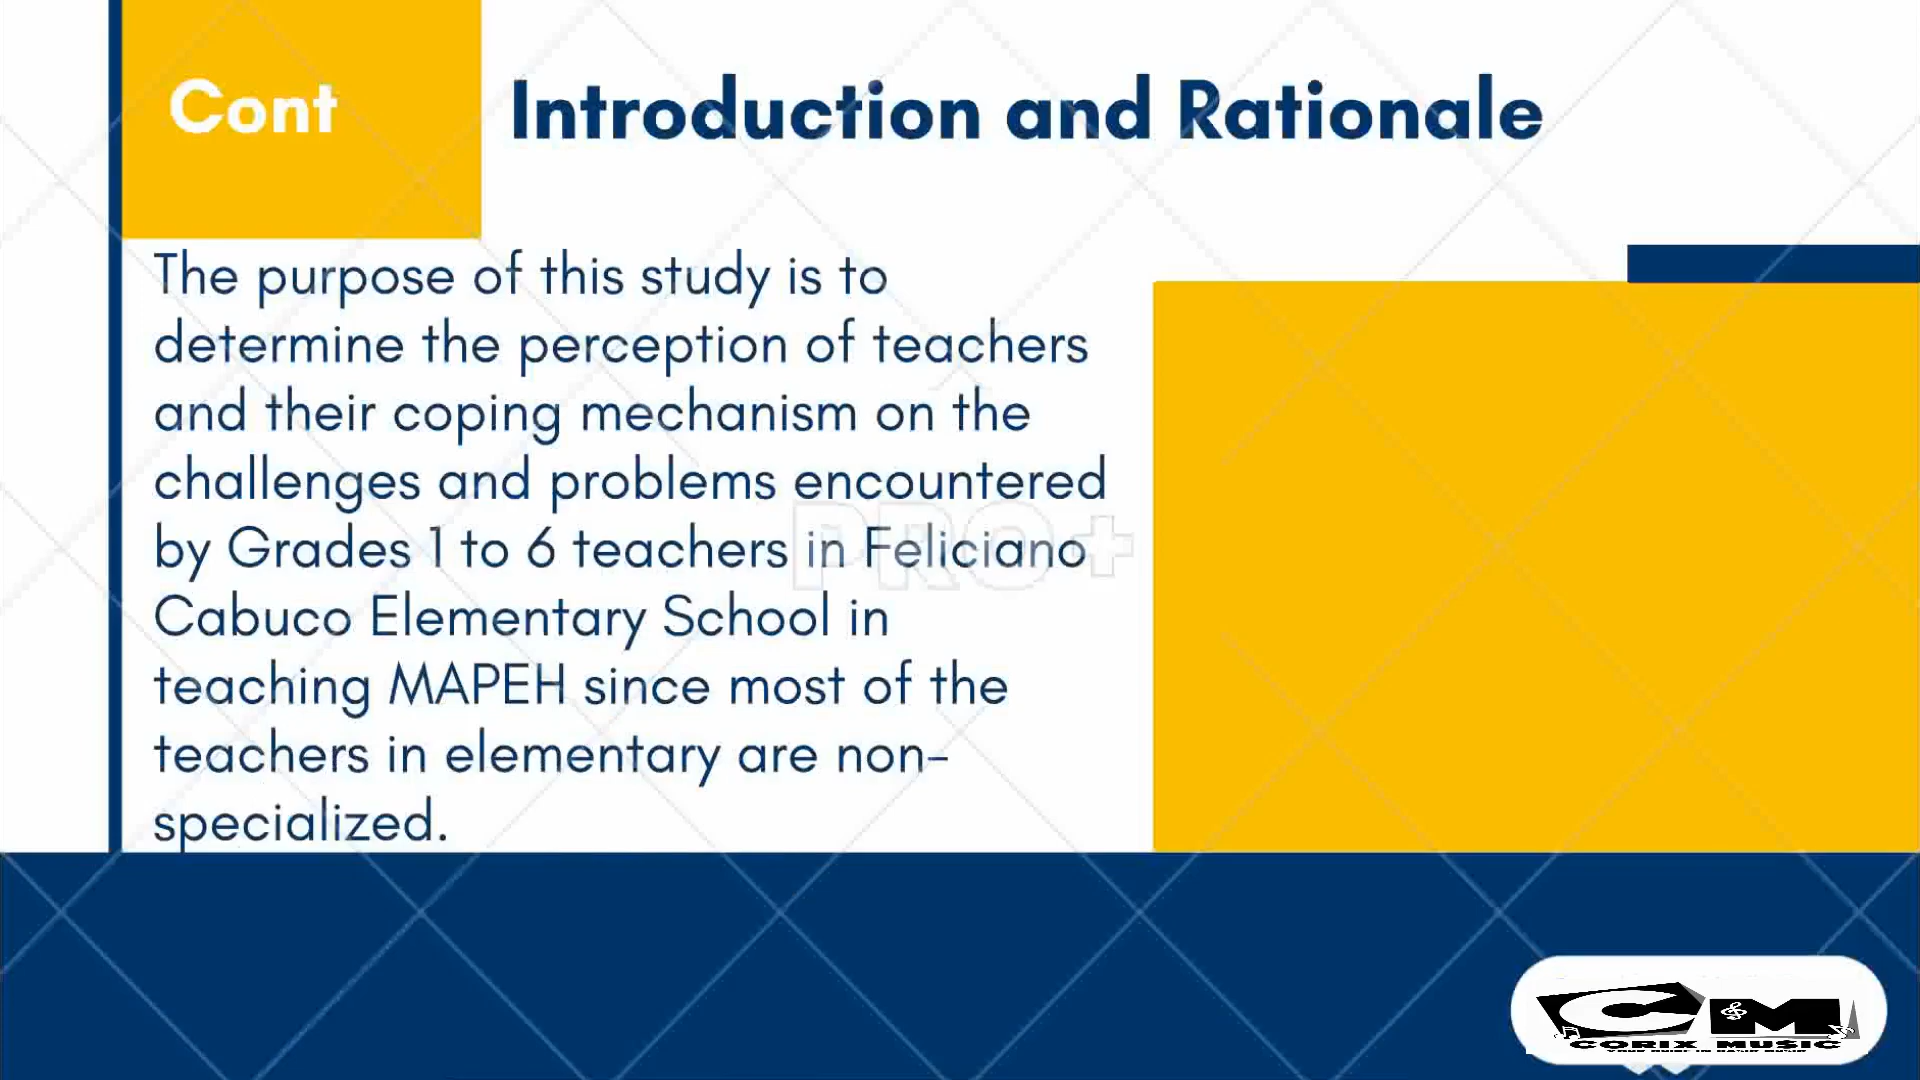 Cont
Introduction and Rationale
The purpose of this study is to
determine the perception of teachers
and their coping mechanism on the
challenges and problems encountered
by Grades 1 to 6 teachers in Feliciano
Cabuco Elementary School in
teaching MAPEH since most of the
teachers in elementary are non-
specialized.
PRO+
CM
CORIX MUSIC